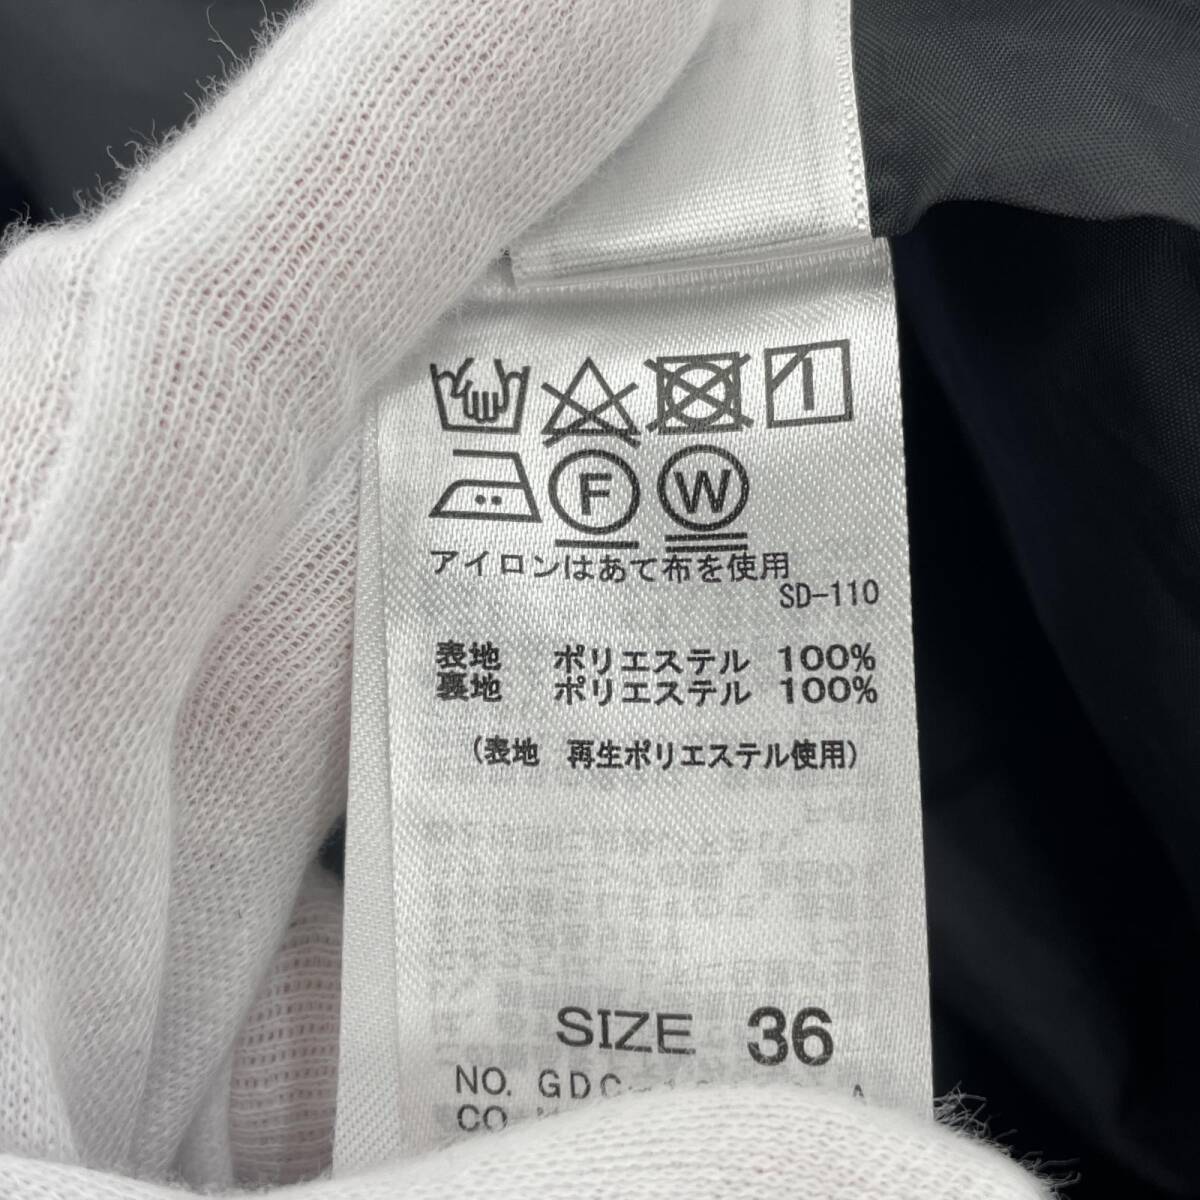 F W
アイロンはあて布を使用
SD-110
表地 ポリエステル 100%
裏地 ポリエステル 100%
(表地 再生ポリエステル使用)
SIZE 36
NO. GDC
CO